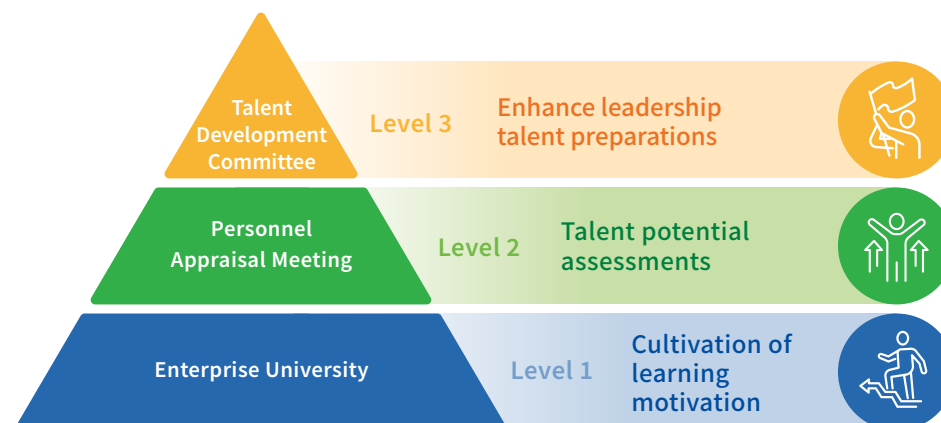 Talent
Development
Committee
Level 3
Enhance leadership
talent preparations
Personnel
Appraisal Meeting
Level 2
Talent potential
assessments
Enterprise University
Level 1
Cultivation of
learning
motivation